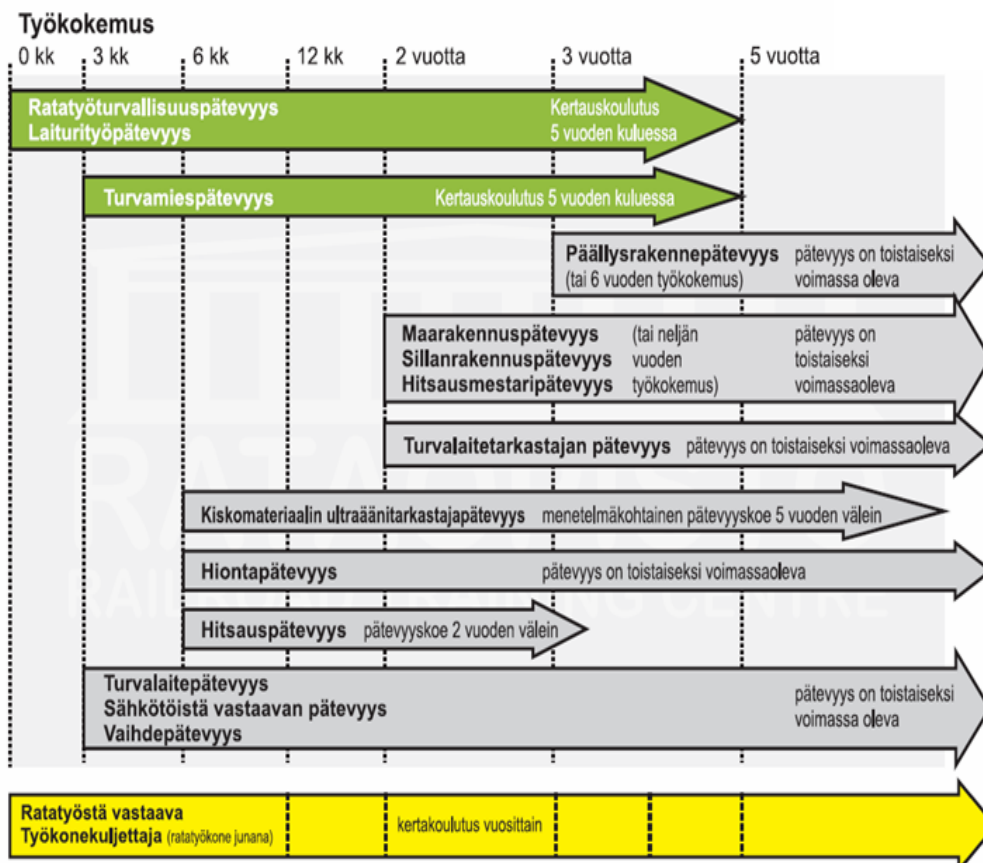 Työkokemus
0 kk 3 kk 6 kk 12 kk 2 vuotta 3 vuotta 5 vuotta
Ratatyöturvallisuuspätevyys Kertauskoulutus
Laiturityöpätevyys 5 vuoden kuluessa
Turvamiespätevyys Kertauskoulutus 5 vuoden kuluessa
Päällysrakennepätevyys pätevyys on toistaiseksi
(tai 6 vuoden työkokemus) voimassa oleva
Maarakennuspätevyys (tai neljän pätevyys on
Sillanrakennuspätevyys vuoden toistaiseksi
Hitsausmestaripätevyys työkokemus) voimassaoleva
Turvalaitetarkastajan pätevyys pätevyys on toistaiseksi voimassaoleva
Kiskomateriaalin ultraäänitarkastajapätevyys menetelmäkohtainen pätevyyskoe 5 vuoden välein
Hiontapätevyys pätevyys on toistaiseksi voimassaoleva
Hitsauspätevyys pätevyyskoe 2 vuoden välein
Turvalaitepätevyys
Sähkötöistä vastaavan pätevyys pätevyys on toistaiseksi
Vaihdepätevyys voimassa oleva
Ratatyöstä vastaava
Työkonekuljettaja (ratatyökone junana) kertakoulutus vuosittain